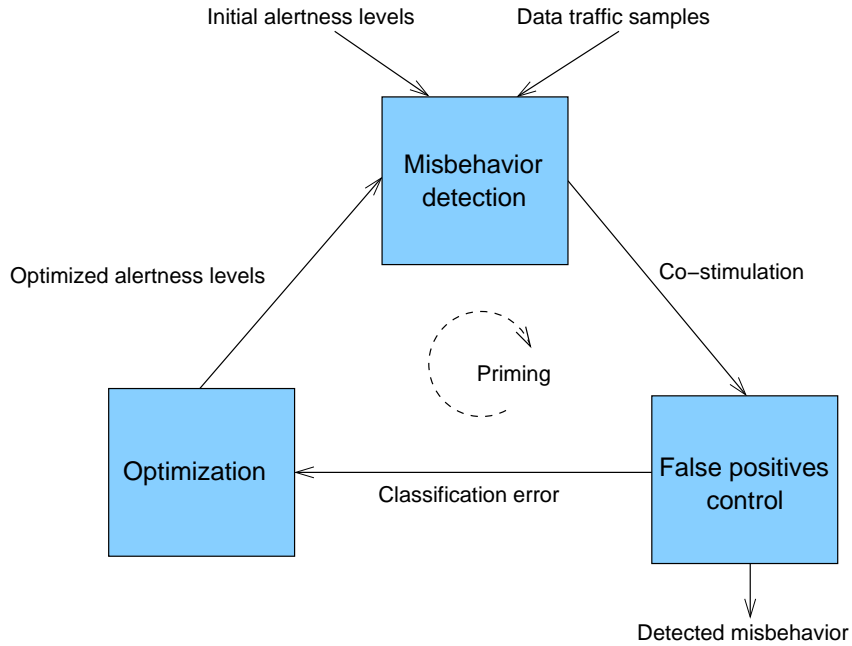 Initial alertness levels
Data traffic samples
Misbehavior
detection
Optimized alertness levels
Co−stimulation
Priming
Optimization
Classification error
False positives
control
Detected misbehavior